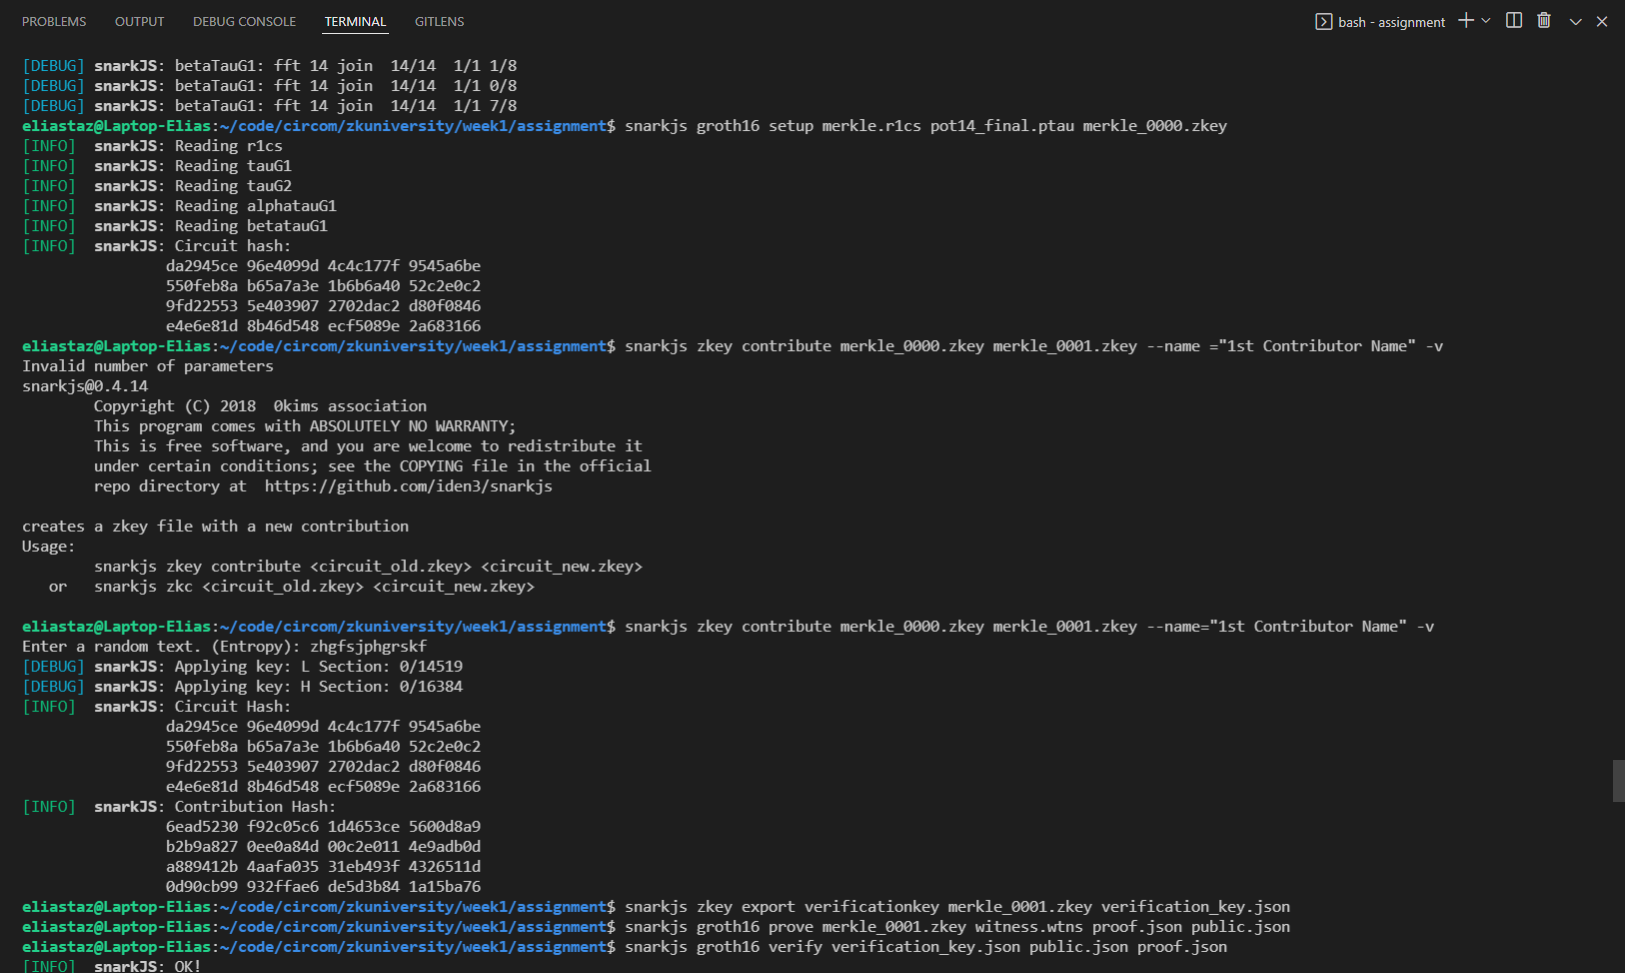 PROBLEMS OUTPUT DEBUG CONSOLE TERMINAL GITLENS bash - assignment
[DEBUG] snarkJS: betaTauG1: fft 14 join  14/14  1/1 1/8
[DEBUG] snarkJS: betaTauG1: fft 14 join  14/14  1/1 0/8
[DEBUG] snarkJS: betaTauG1: fft 14 join  14/14  1/1 7/8
eliastaz@Laptop-Elias:~/code/circom/zkuniversity/week1/assignment$ snarkjs groth16 setup merkle.r1cs pot14_final.ptau merkle_0000.zkey
[INFO]  snarkJS: Reading r1cs
[INFO]  snarkJS: Reading tauG1
[INFO]  snarkJS: Reading tauG2
[INFO]  snarkJS: Reading alphatauG1
[INFO]  snarkJS: Reading betatauG1
[INFO]  snarkJS: Circuit hash:
da2945ce 96e4099d 4c4c177f 9545a6be
550feb8a b65a7a3e 1b6b6a40 52c2e0c2
9fd22553 5e403907 2702dac2 d80f0846
e4e6e81d 8b46d548 ecf5089e 2a683166
eliastaz@Laptop-Elias:~/code/circom/zkuniversity/week1/assignment$ snarkjs zkey contribute merkle_0000.zkey merkle_0001.zkey --name ="1st Contributor Name" -v
Invalid number of parameters
snarkjs@0.4.14
Copyright (C) 2018  0kims association
This program comes with ABSOLUTELY NO WARRANTY;
This is free software, and you are welcome to redistribute it
under certain conditions; see the COPYING file in the official
repo directory at  https://github.com/iden3/snarkjs
creates a zkey file with a new contribution
Usage:
snarkjs zkey contribute <circuit_old.zkey> <circuit_new.zkey>
or   snarkjs zkc <circuit_old.zkey> <circuit_new.zkey>
eliastaz@Laptop-Elias:~/code/circom/zkuniversity/week1/assignment$ snarkjs zkey contribute merkle_0000.zkey merkle_0001.zkey --name="1st Contributor Name" -v
Enter a random text. (Entropy): zhgfsjphgrskf
[DEBUG] snarkJS: Applying key: L Section: 0/14519
[DEBUG] snarkJS: Applying key: H Section: 0/16384
[INFO]  snarkJS: Circuit Hash:
da2945ce 96e4099d 4c4c177f 9545a6be
550feb8a b65a7a3e 1b6b6a40 52c2e0c2
9fd22553 5e403907 2702dac2 d80f0846
e4e6e81d 8b46d548 ecf5089e 2a683166
[INFO]  snarkJS: Contribution Hash:
6ead5230 f92c05c6 1d4653ce 5600d8a9
b2b9a827 0ee0a84d 00c2e011 4e9adb0d
a889412b 4aafa035 31eb493f 4326511d
0d90cb99 932ffae6 de5d3b84 1a15ba76
eliastaz@Laptop-Elias:~/code/circom/zkuniversity/week1/assignment$ snarkjs zkey export verificationkey merkle_0001.zkey verification_key.json
eliastaz@Laptop-Elias:~/code/circom/zkuniversity/week1/assignment$ snarkjs groth16 prove merkle_0001.zkey witness.wtns proof.json public.json
eliastaz@Laptop-Elias:~/code/circom/zkuniversity/week1/assignment$ snarkjs groth16 verify verification_key.json public.json proof.json
[INFO]  snarkJS: OK!